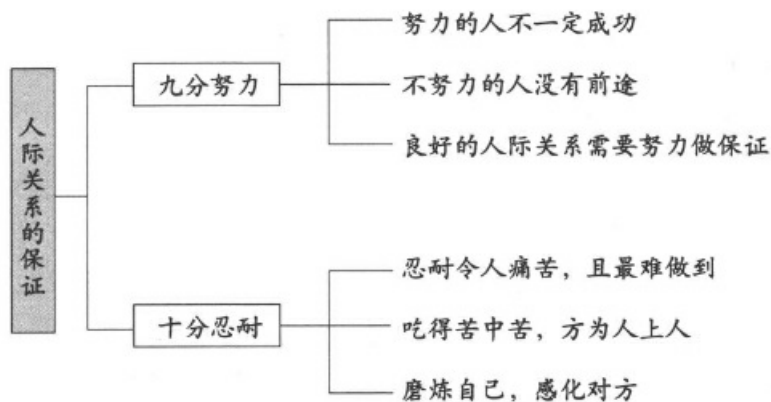 人际关系的保证
九分努力
努力的人不一定成功
不努力的人没有前途
良好的人际关系需要努力做保证
十分忍耐
忍耐令人痛苦，且最难做到
吃得苦中苦，方为人上人
磨炼自己，感化对方